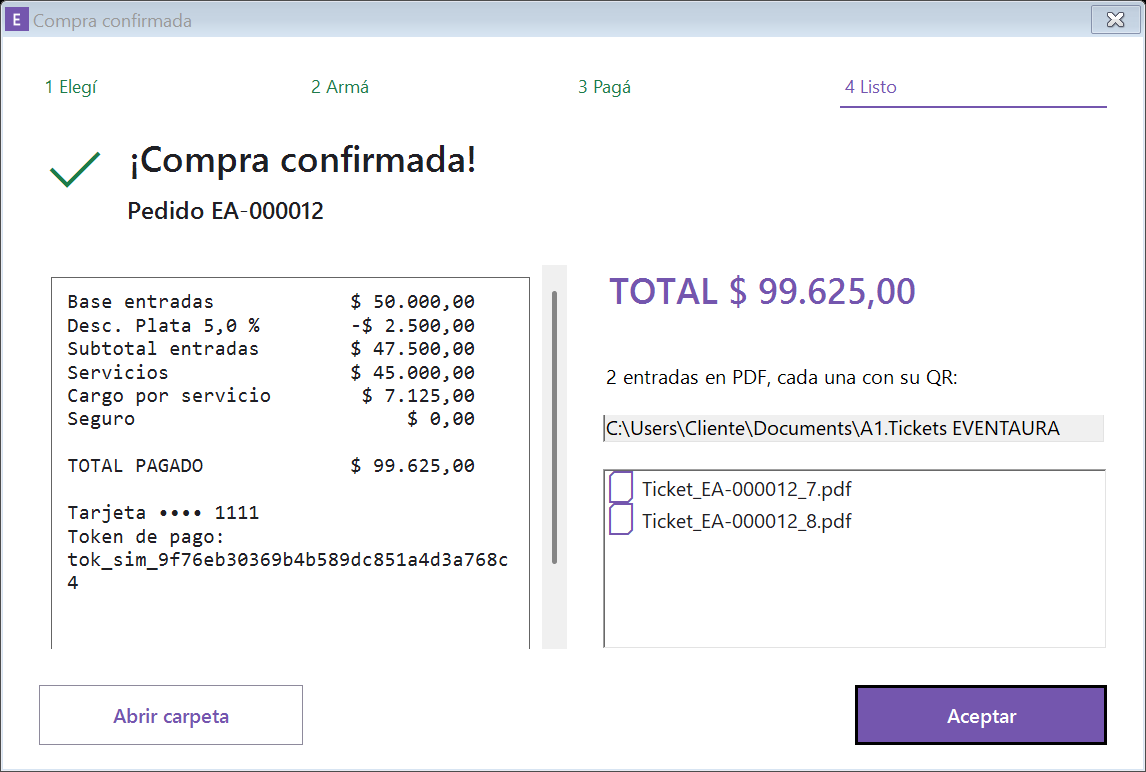 E Compra confirmada
1 Elegí
2 Armá
3 Pagá
4 Listo
¡Compra confirmada!
Pedido EA-000012
Base entradas $ 50.000,00
Desc. Plata 5,0 % -$ 2.500,00
Subtotal entradas $ 47.500,00
Servicios $ 45.000,00
Cargo por servicio $ 7.125,00
Seguro $ 0,00
TOTAL PAGADO $ 99.625,00
Tarjeta •••• 1111
Token de pago:
tok_sim_9f76eb30369b4b589dc851a4d3a768c
4
TOTAL $ 99.625,00
2 entradas en PDF, cada una con su QR:
C:\Users\Cliente\Documents\A1.Tickets EVENTAURA
Ticket_EA-000012_7.pdf
Ticket_EA-000012_8.pdf
Abrir carpeta
Aceptar